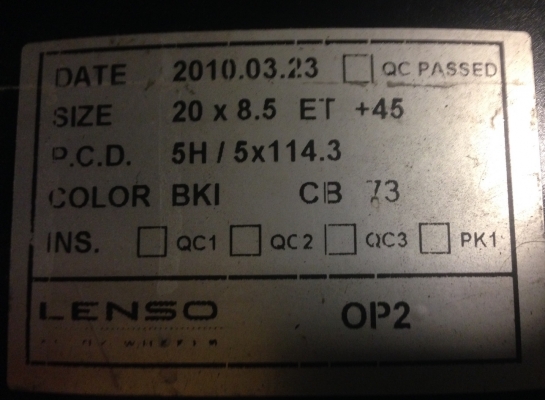 DATE 2010.03.23 QC PASSED
SIZE 20 x 8.5 ET +45
P.C.D. 5H / 5x114.3
COLOR BKI CB 73
INS. QC1 QC2 QC3 PK1
LENSO OP2
WHEELS